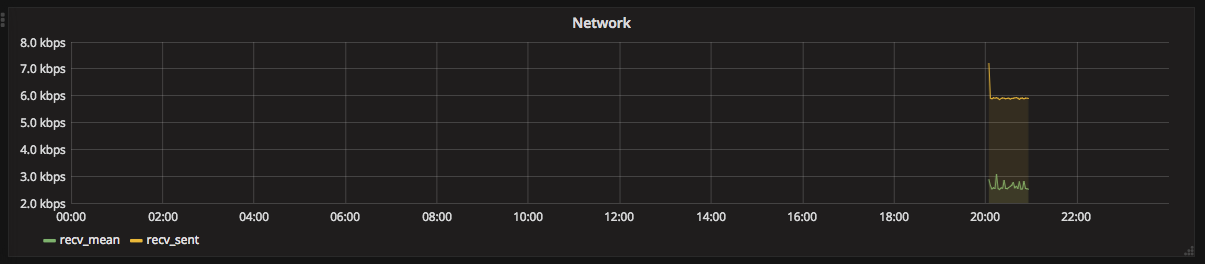 Network
8.0 kbps
7.0 kbps
6.0 kbps
5.0 kbps
4.0 kbps
3.0 kbps
2.0 kbps
00:00 02:00 04:00 06:00 08:00 10:00 12:00 14:00 16:00 18:00 20:00 22:00
recv_mean recv_sent